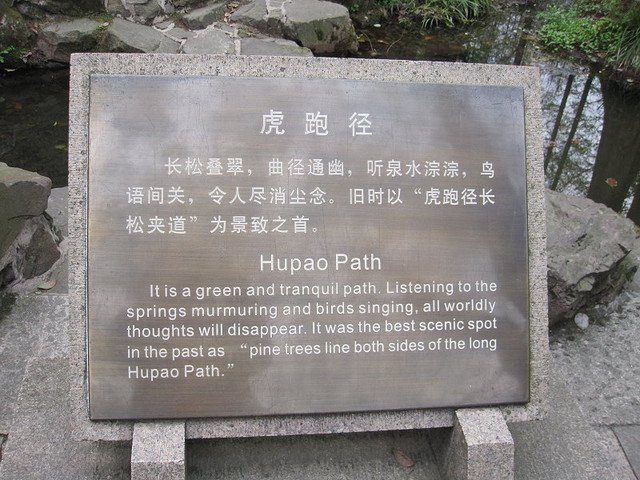 虎跑径
长松叠翠，曲径通幽，听泉水淙淙，鸟
语间关，令人尽消尘念。旧时以“虎跑径长
松夹道”为景致之首。
Hupao Path
It is a green and tranquil path. Listening to the
springs murmuring and birds singing, all worldly
thoughts will disappear. It was the best scenic spot
in the past as “pine trees line both sides of the long
Hupao Path.”